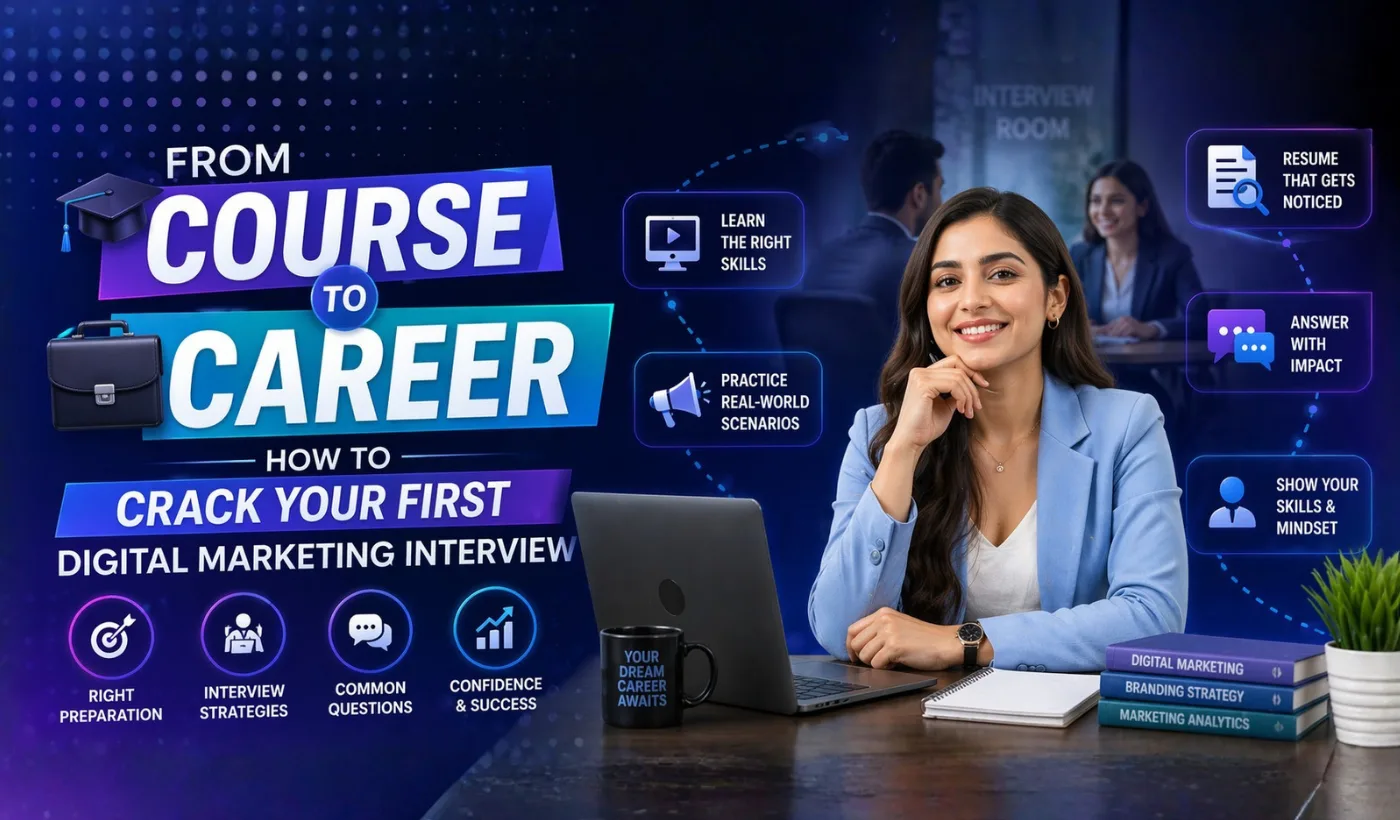 FROM
COURSE
TO
CAREER
HOW TO
CRACK YOUR FIRST
DIGITAL MARKETING INTERVIEW
RIGHT
PREPARATION
INTERVIEW
STRATEGIES
COMMON
QUESTIONS
CONFIDENCE
& SUCCESS
LEARN
THE RIGHT
SKILLS
PRACTICE
REAL-WORLD
SCENARIOS
INTERVIEW
ROOM
RESUME
THAT GETS
NOTICED
ANSWER
WITH
IMPACT
SHOW YOUR
SKILLS &
MINDSET
YOUR
DREAM
CAREER
AWAITS
DIGITAL MARKETING
BRANDING STRATEGY
MARKETING ANALYTICS